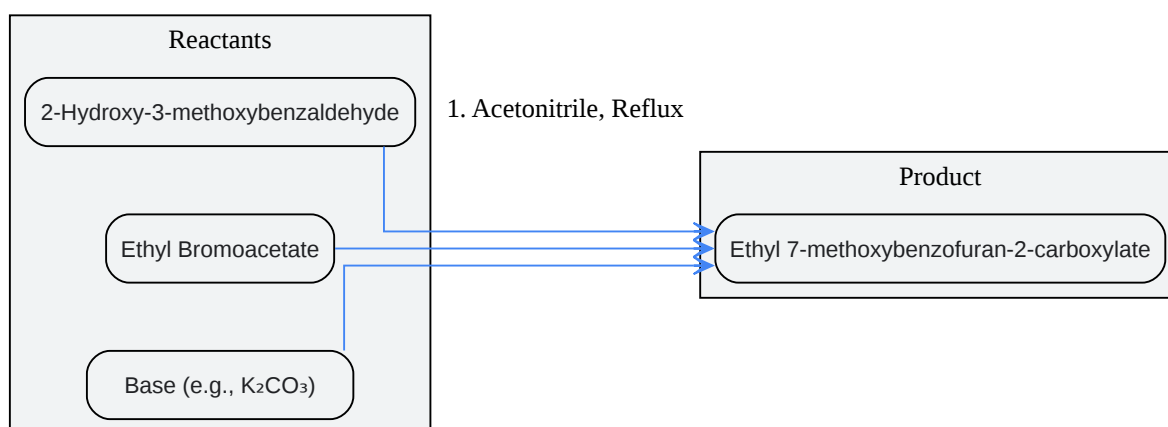 Reactants
2-Hydroxy-3-methoxybenzaldehyde
1. Acetonitrile, Reflux
Product
Ethyl Bromoacetate
Ethyl 7-methoxybenzofuran-2-carboxylate
Base (e.g., K₂CO₃)